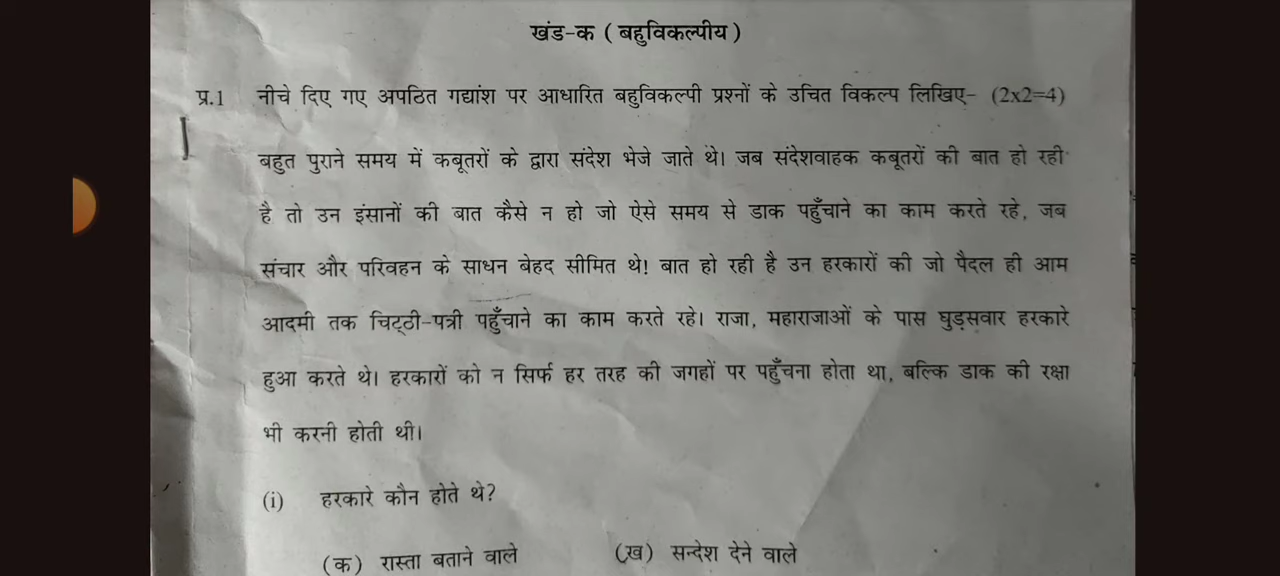 खंड-क ( बहुविकल्पीय )
प्र.1 नीचे दिए गए अपठित गद्यांश पर आधारित बहुविकल्पी प्रश्नों के उचित विकल्प लिखिए- (2x2=4)
बहुत पुराने समय में कबूतरों के द्वारा संदेश भेजे जाते थे। जब संदेशवाहक कबूतरों की बात हो रही
है तो उन इंसानों की बात कैसे न हो जो ऐसे समय से डाक पहुँचाने का काम करते रहे, जब
संचार और परिवहन के साधन बेहद सीमित थे! बात हो रही है उन हरकारों की जो पैदल ही आम
आदमी तक चिट्ठी-पत्री पहुँचाने का काम करते रहे। राजा, महाराजाओं के पास घुड़सवार हरकारे
हुआ करते थे। हरकारों को न सिर्फ हर तरह की जगहों पर पहुँचना होता था, बल्कि डाक की रक्षा
भी करनी होती थी।
(i) हरकारे कौन होते थे?
(क) रास्ता बताने वाले (ख) सन्देश देने वाले